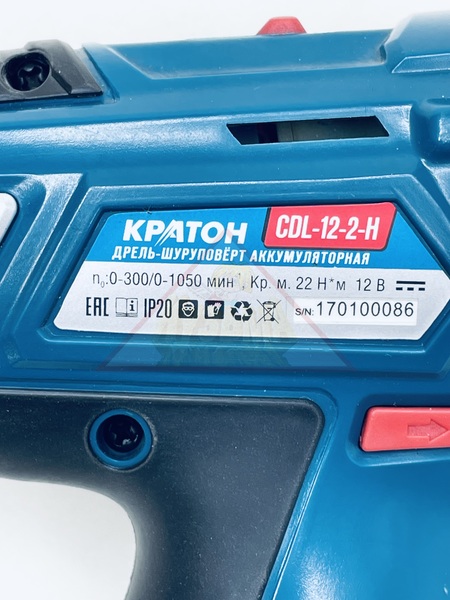 КРАТОН CDL-12-2-H
ДРЕЛЬ-ШУРУПОВЁРТ АККУМУЛЯТОРНАЯ
n₀:0-300/0-1050 мин⁻¹, Кр. м. 22 Н*м 12 В
EAC i IP20 S/N: 170100086